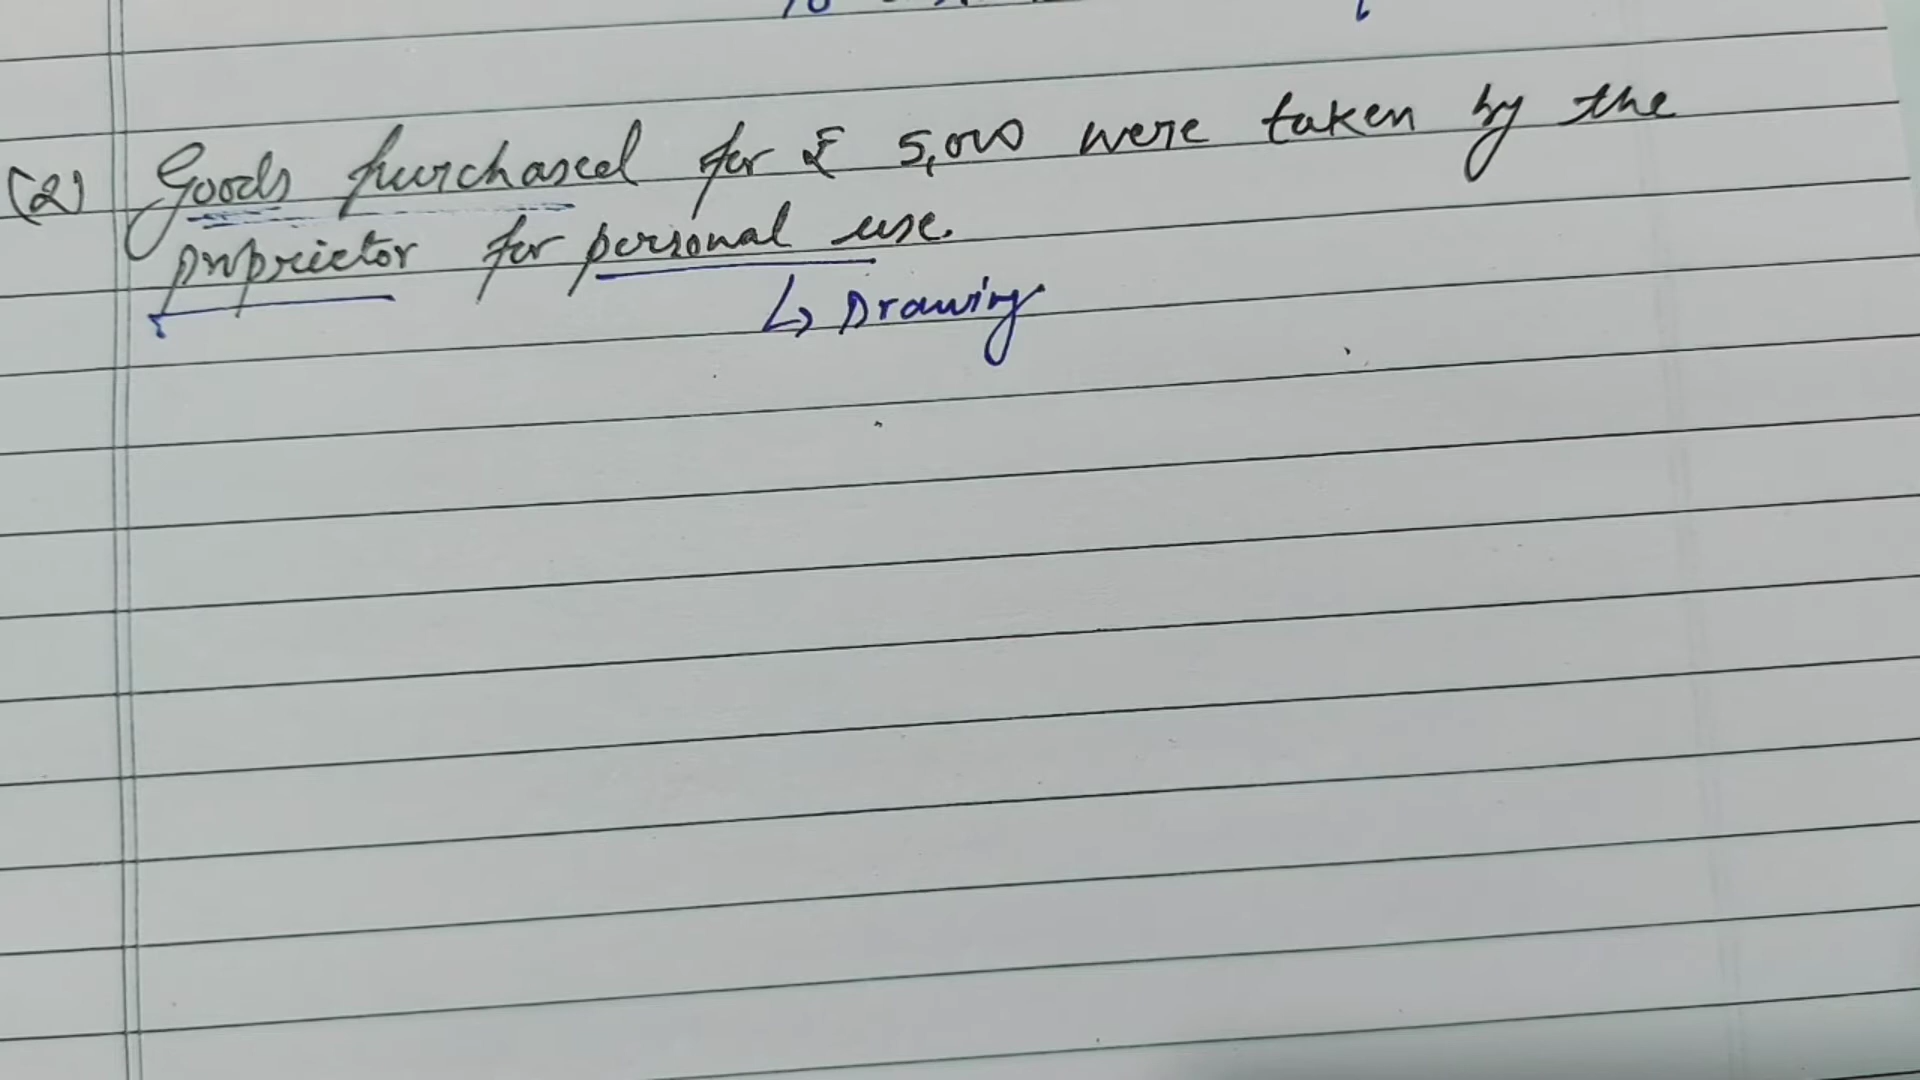 (2) Goods purchased for ₹ 5,000 were taken by the
proprietor for personal use.
↳ Drawing